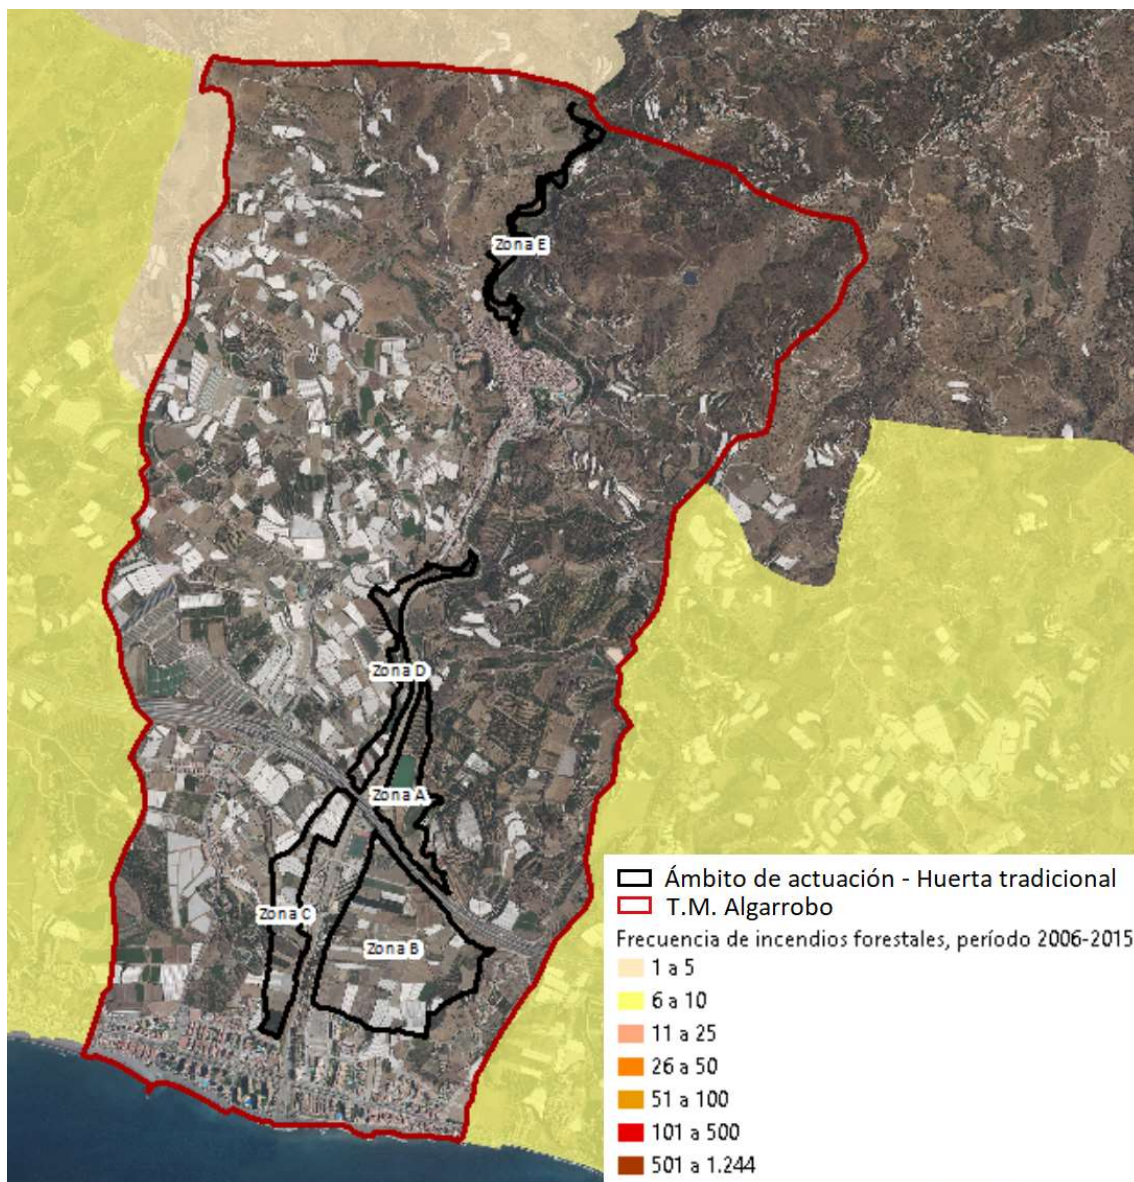 Zona E
Zona D
Zona A
Zona C
Zona B
Ámbito de actuación - Huerta tradicional
T.M. Algarrobo
Frecuencia de incendios forestales, período 2006-2015
1 a 5
6 a 10
11 a 25
26 a 50
51 a 100
101 a 500
501 a 1.244